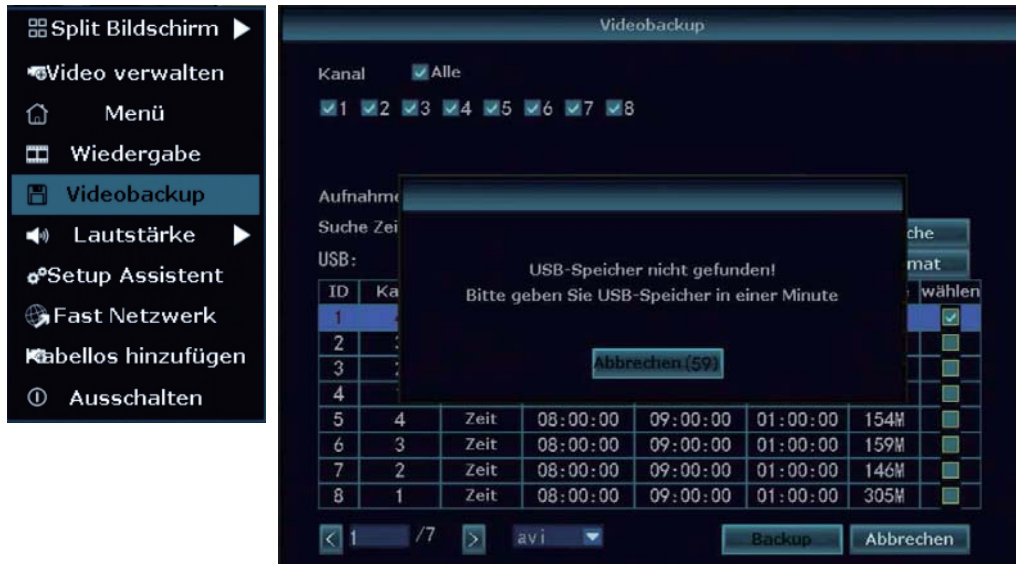 Split Bildschirm
Video verwalten
Menü
Wiedergabe
Videobackup
Lautstärke
Setup Assistent
Fast Netzwerk
Kabellos hinzufügen
Ausschalten
Videobackup
Kanal Alle
1 2 3 4 5 6 7 8
Aufnahme
Suche Zei che
USB: mat
USB-Speicher nicht gefunden!
Bitte geben Sie USB-Speicher in einer Minute
Abbrechen(59)
ID Ka wählen
1
2
3
4
5 4 Zeit 08:00:00 09:00:00 01:00:00 154M
6 3 Zeit 08:00:00 09:00:00 01:00:00 159M
7 2 Zeit 08:00:00 09:00:00 01:00:00 146M
8 1 Zeit 08:00:00 09:00:00 01:00:00 305M
< 1 /7 > avi Backup Abbrechen